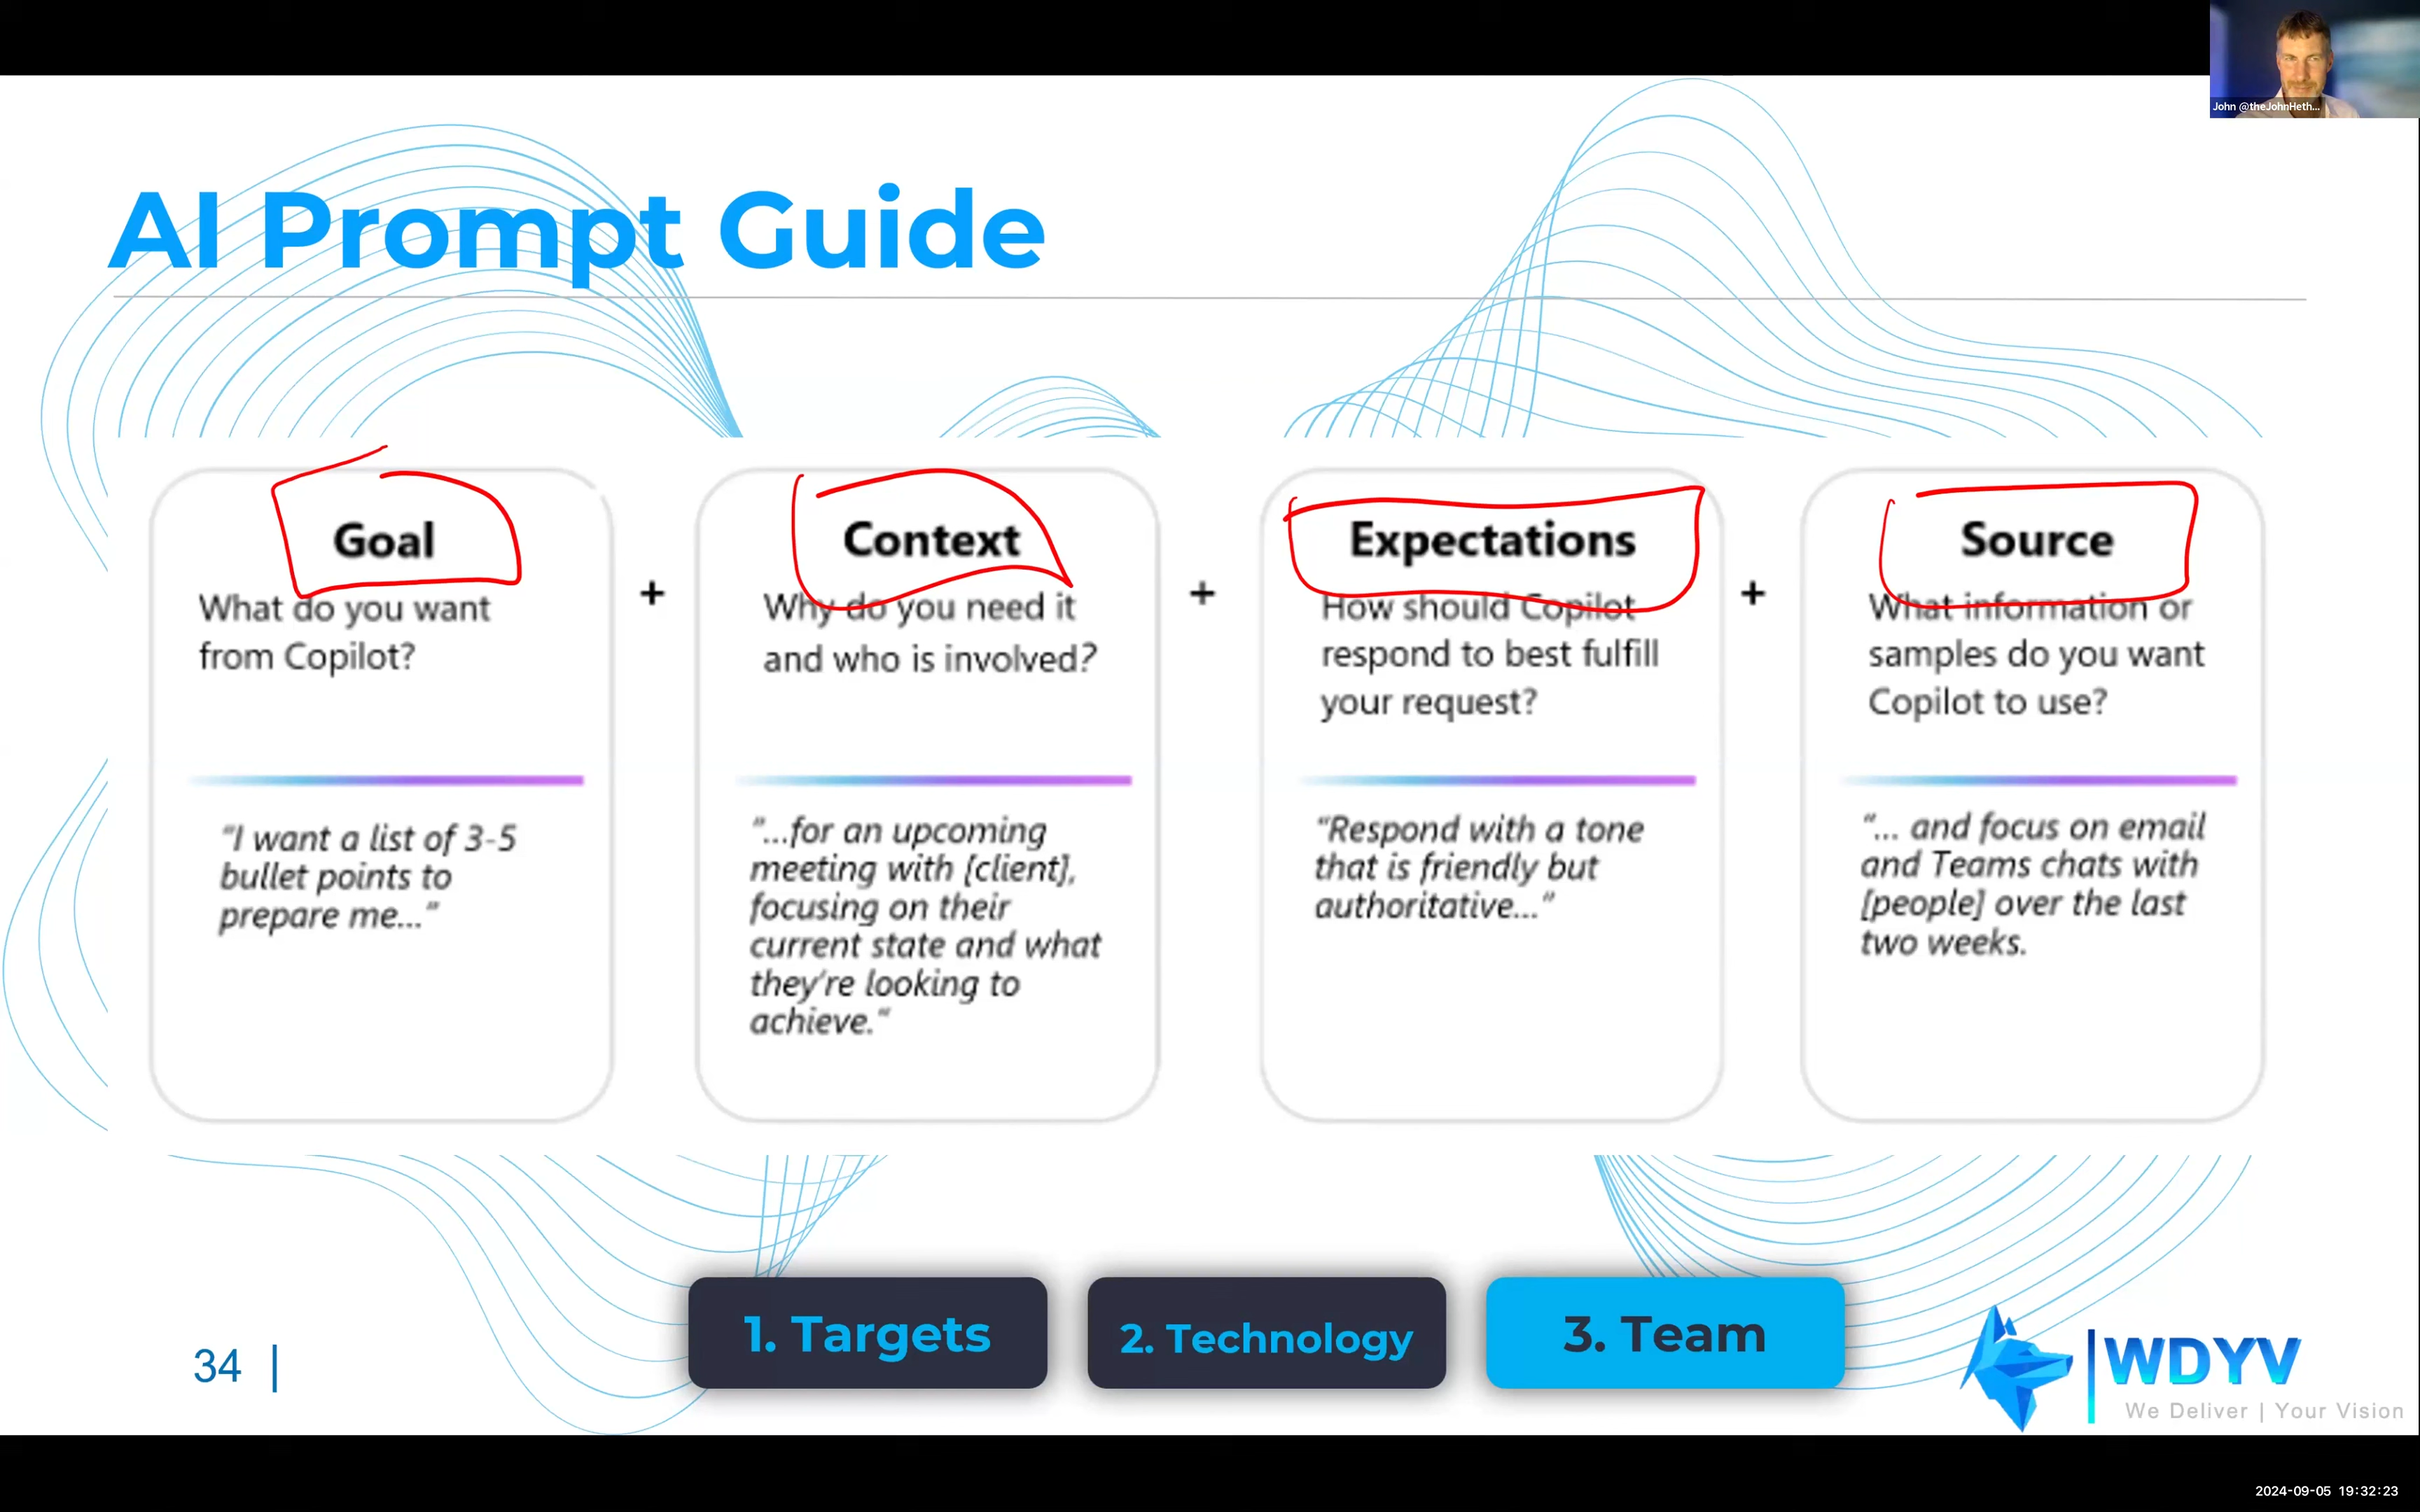 John @theJohnHeth...
AI Prompt Guide
Goal
What do you want
from Copilot?
"I want a list of 3-5
bullet points to
prepare me..."
+
Context
Why do you need it
and who is involved?
"...for an upcoming
meeting with [client],
focusing on their
current state and what
they're looking to
achieve."
+
Expectations
How should Copilot
respond to best fulfill
your request?
"Respond with a tone
that is friendly but
authoritative..."
+
Source
What information or
samples do you want
Copilot to use?
"... and focus on email
and Teams chats with
[people] over the last
two weeks.
1. Targets
2. Technology
3. Team
34 |
WDYV
We Deliver | Your Vision
2024-09-05 19:32:23